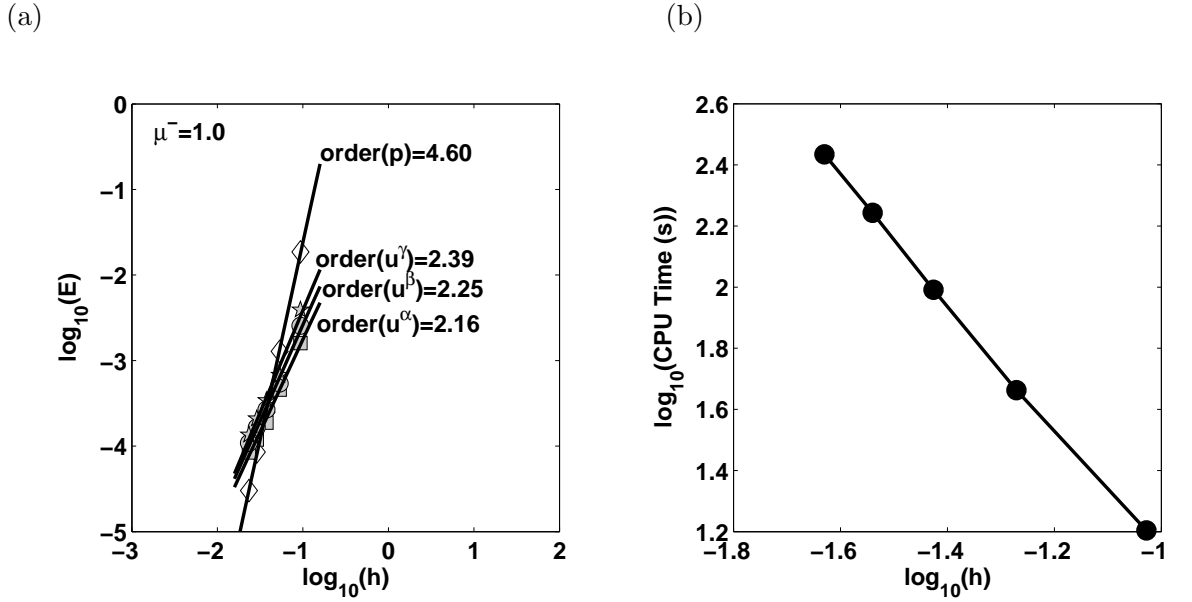 (a)
(b)
μ⁻=1.0
order(p)=4.60
order(u^γ)=2.39
order(u^β)=2.25
order(u^α)=2.16
0
−1
−2
−3
−4
−5
log₁₀(E)
−3 −2 −1 0 1 2
log₁₀(h)
2.6
2.4
2.2
2
1.8
1.6
1.4
1.2
log₁₀(CPU Time (s))
−1.8 −1.6 −1.4 −1.2 −1
log₁₀(h)